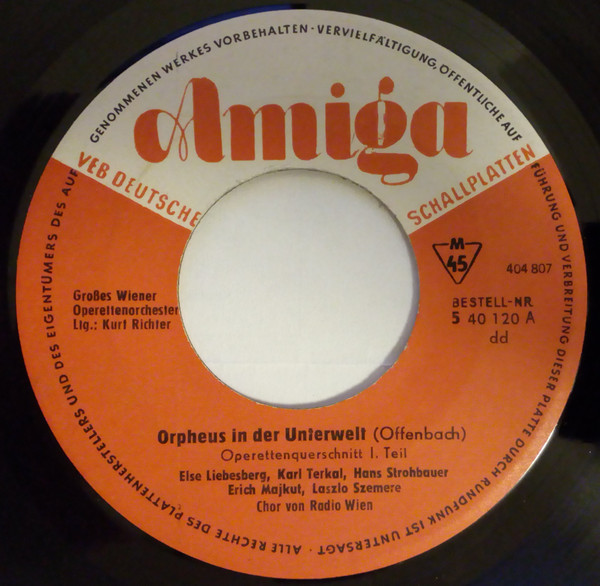 ALLE RECHTE DES PLATTENHERSTELLERS UND DES EIGENTÜMERS DES AUFGENOMMENEN WERKES VORBEHALTEN · VERVIELFÄLTIGUNG, ÖFFENTLICHE AUFFÜHRUNG UND VERBREITUNG DIESER PLATTE DURCH RUNDFUNK IST UNTERSAGT ·
Amiga
VEB DEUTSCHE SCHALLPLATTEN
M
45
404 807
Großes Wiener
Operettenorchester
Ltg.: Kurt Richter
BESTELL-NR
5 40 120 A
dd
Orpheus in der Unterwelt (Offenbach)
Operettenquerschnitt I. Teil
Else Liebesberg, Karl Terkal, Hans Strohbauer
Erich Majkut, Laszlo Szemere
Chor von Radio Wien